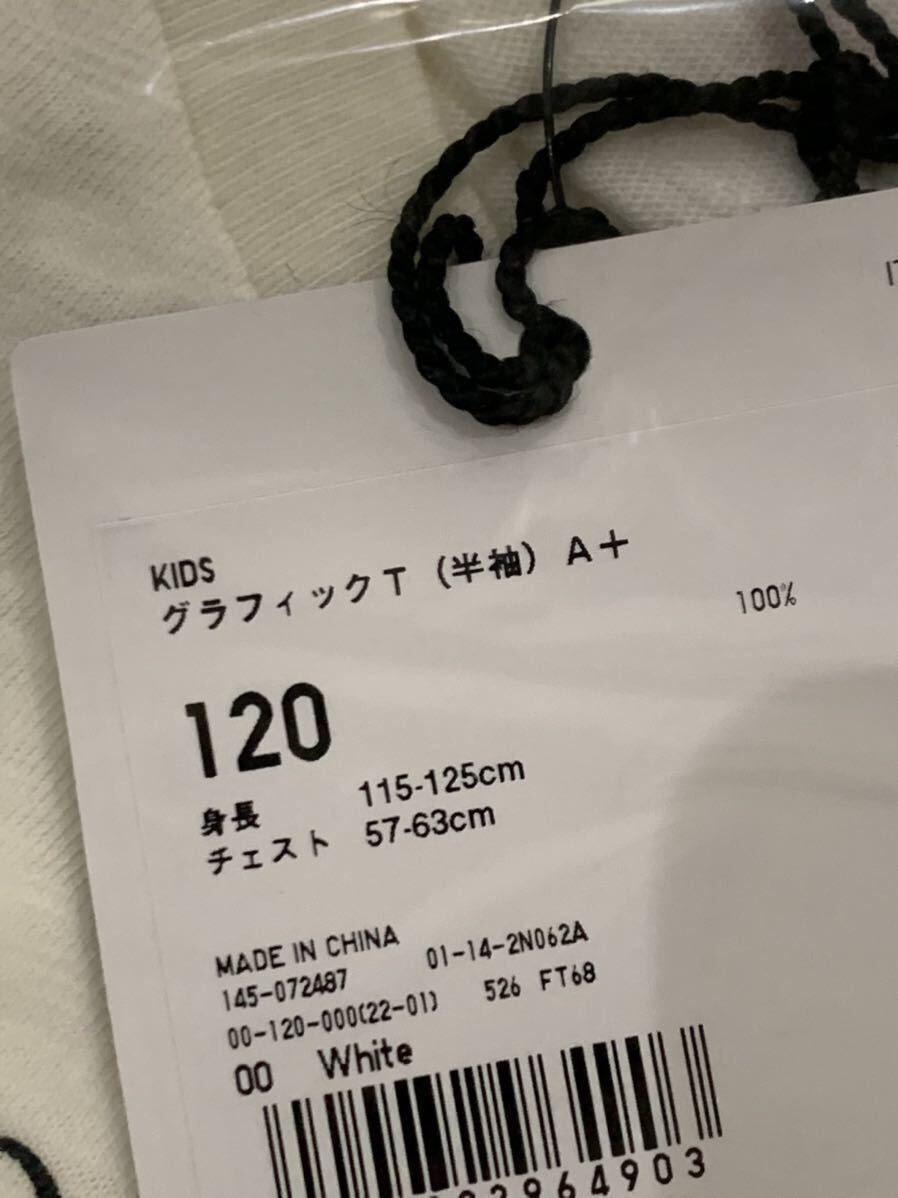 KIDS
グラフィックT（半袖）A＋
100%
120
身長 115-125cm
チェスト 57-63cm
MADE IN CHINA
145-072487 01-14-2N062A
00-120-000(22-01) 526 FT68
00 White
3964903